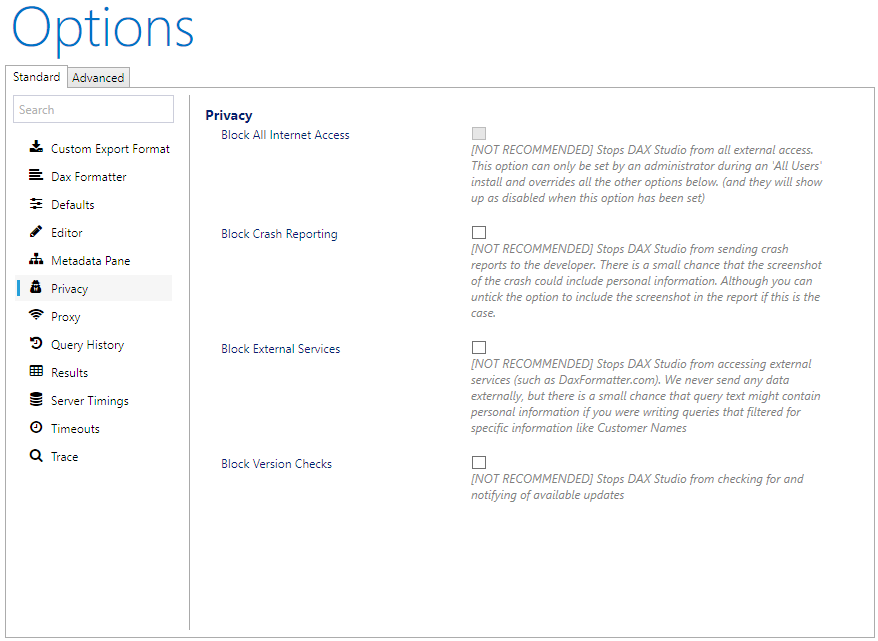 Options
Standard
Advanced
Search
Custom Export Format
Dax Formatter
Defaults
Editor
Metadata Pane
Privacy
Proxy
Query History
Results
Server Timings
Timeouts
Trace
Privacy
Block All Internet Access
[NOT RECOMMENDED] Stops DAX Studio from all external access.
This option can only be set by an administrator during an 'All Users'
install and overrides all the other options below. (and they will show
up as disabled when this option has been set)
Block Crash Reporting
[NOT RECOMMENDED] Stops DAX Studio from sending crash
reports to the developer. There is a small chance that the screenshot
of the crash could include personal information. Although you can
untick the option to include the screenshot in the report if this is the
case.
Block External Services
[NOT RECOMMENDED] Stops DAX Studio from accessing external
services (such as DaxFormatter.com). We never send any data
externally, but there is a small chance that query text might contain
personal information if you were writing queries that filtered for
specific information like Customer Names
Block Version Checks
[NOT RECOMMENDED] Stops DAX Studio from checking for and
notifying of available updates